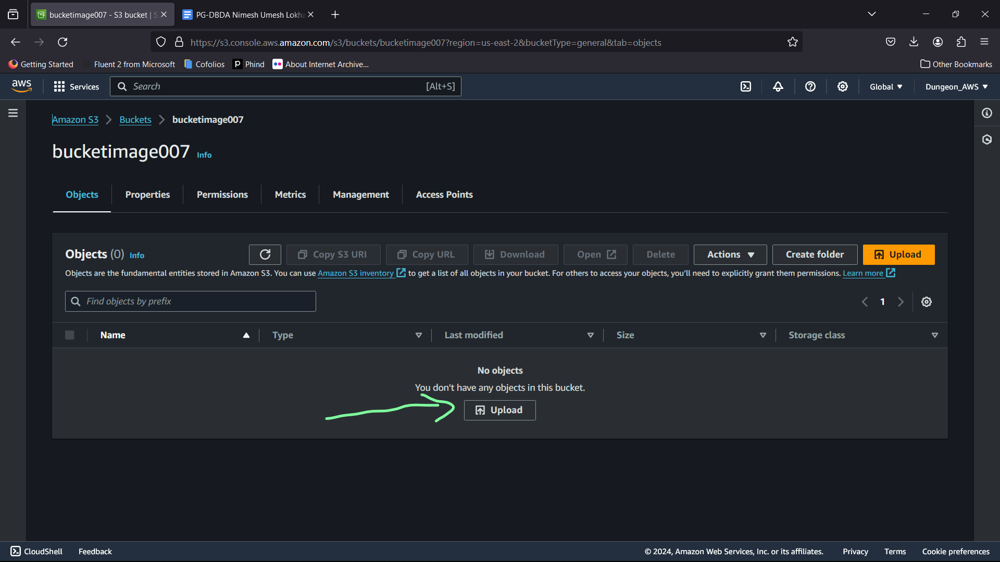 bucketimage007 - S3 bucket | S
PG-DBDA Nimesh Umesh Lokha
https://s3.console.aws.amazon.com/s3/buckets/bucketimage007?region=us-east-2&bucketType=general&tab=objects
Getting Started Fluent 2 from Microsoft Cofolios Phind About Internet Archive... Other Bookmarks
aws Services Search [Alt+S] Global Dungeon_AWS
Amazon S3 Buckets bucketimage007
bucketimage007 Info
Objects Properties Permissions Metrics Management Access Points
Objects (0) Info Copy S3 URI Copy URL Download Open Delete Actions Create folder Upload
Objects are the fundamental entities stored in Amazon S3. You can use Amazon S3 inventory to get a list of all objects in your bucket. For others to access your objects, you’ll need to explicitly grant them permissions. Learn more
Find objects by prefix 1
Name Type Last modified Size Storage class
No objects
You don't have any objects in this bucket.
Upload
CloudShell Feedback © 2024, Amazon Web Services, Inc. or its affiliates. Privacy Terms Cookie preferences